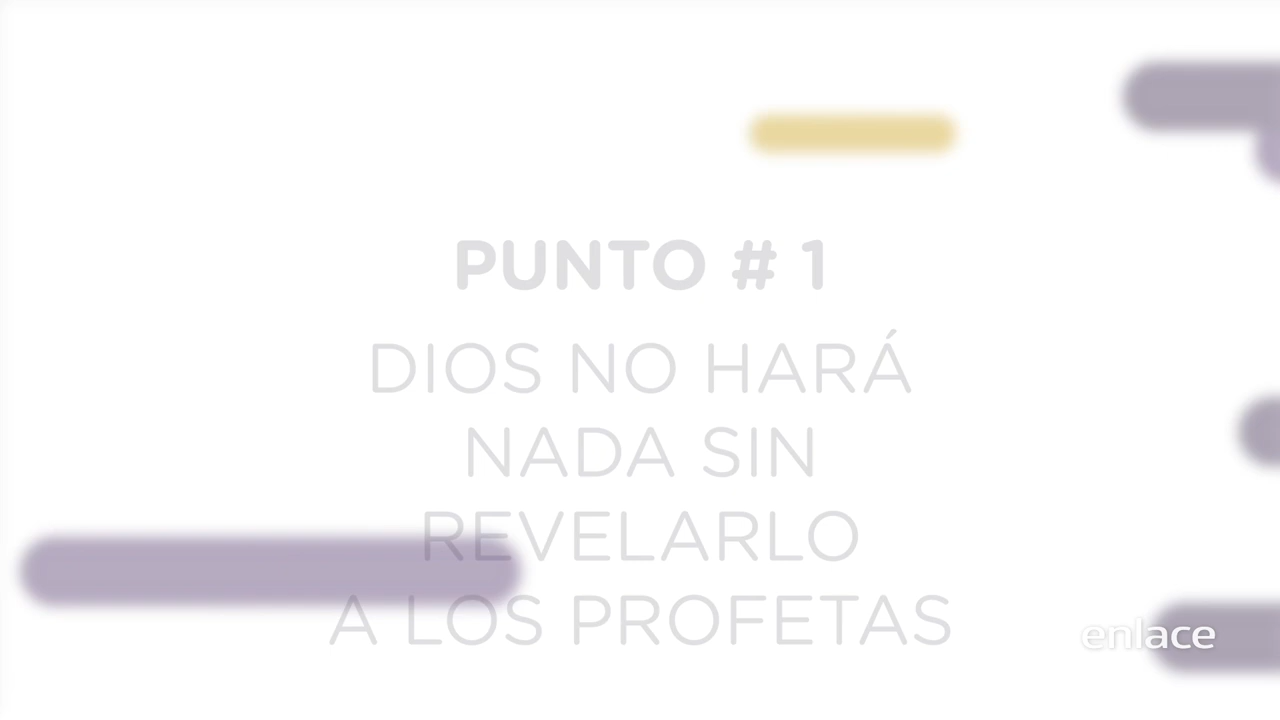 PUNTO # 1
DIOS NO HARÁ
NADA SIN
REVELARLO
A LOS PROFETAS
enlace